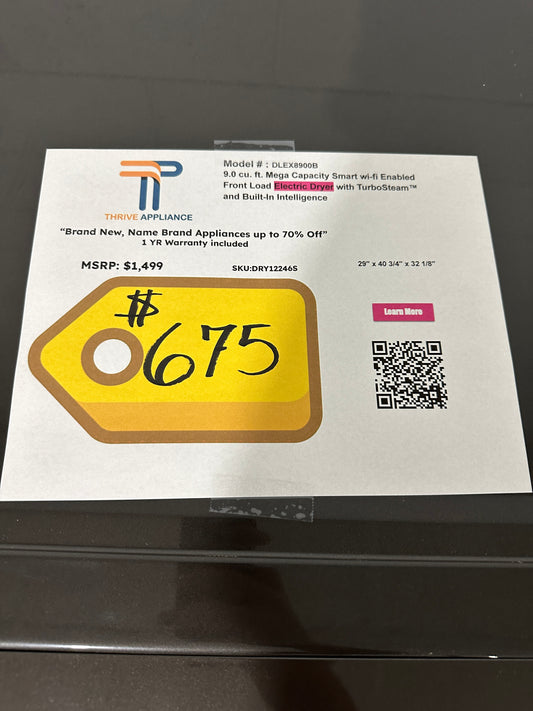 Model # : DLEX8900B
9.0 cu. ft. Mega Capacity Smart wi-fi Enabled
Front Load Electric Dryer with TurboSteam™
and Built-In Intelligence
THRIVE APPLIANCE
“Brand New, Name Brand Appliances up to 70% Off”
1 YR Warranty included
MSRP: $1,499
SKU:DRY12246S
29" x 40 3/4" x 32 1/8"
$675
Learn More